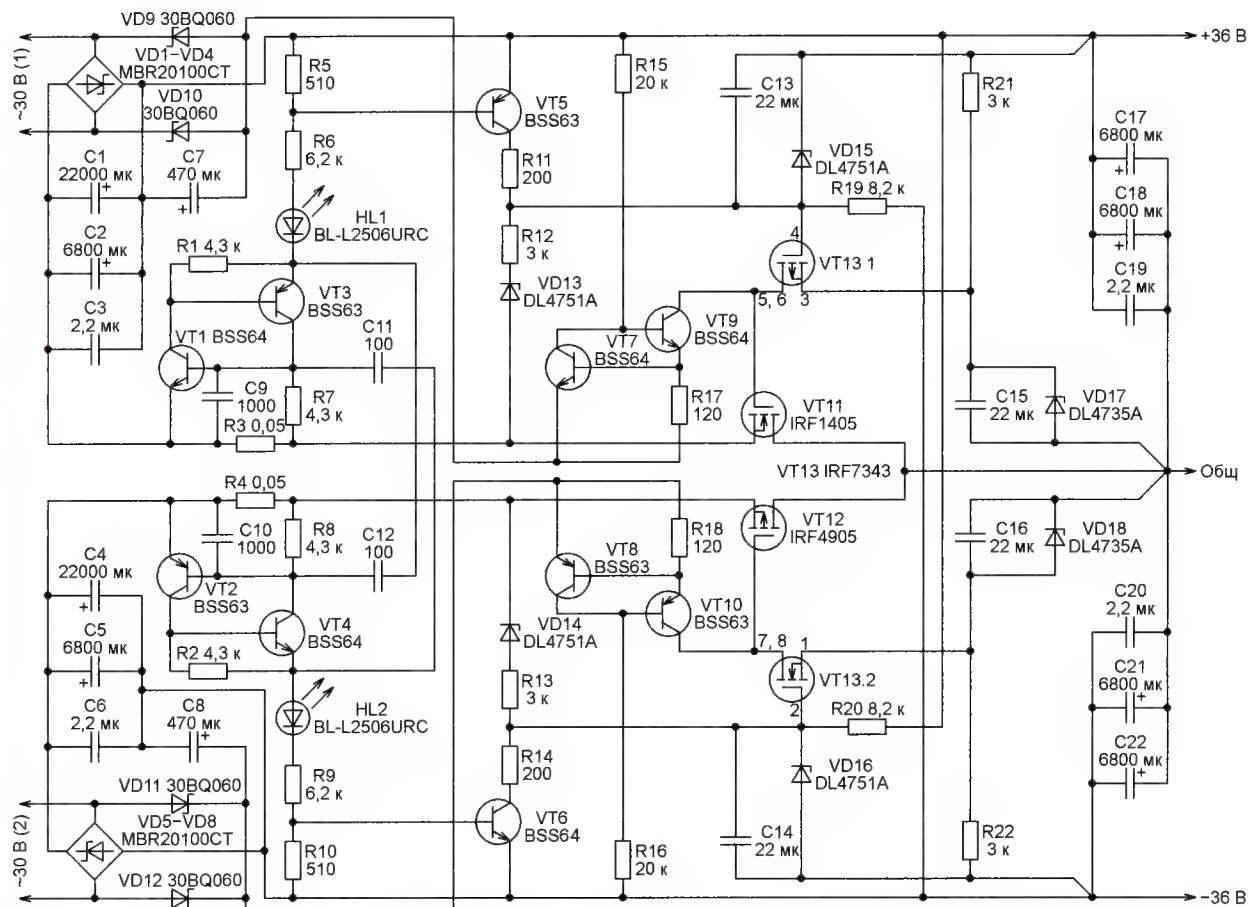 VD9 30BQ060
~30 В (1)
VD1–VD4
MBR20100CT
VD10
30BQ060
C1
22000 мк
+
C7
470 мк
+
C2
6800 мк
+
C3
2,2 мк
R5
510
R6
6,2 к
HL1
BL-L2506URC
R1 4,3 к
VT3
BSS63
VT1 BSS64
C9
1000
R7
4,3 к
C11
100
R3 0,05
VT5
BSS63
R11
200
R12
3 к
VD13
DL4751A
R15
20 к
VT9
BSS64
VT7
BSS64
R17
120
C13
22 мк
VD15
DL4751A
R19 8,2 к
4
VT13 1
5, 6
3
VT11
IRF1405
R21
3 к
C15
22 мк
VD17
DL4735A
+36 В
C17
6800 мк
+
C18
6800 мк
+
C19
2,2 мк
VT13 IRF7343
Общ
R4 0,05
C10
1000
R8
4,3 к
C12
100
VT2
BSS63
VT4
BSS64
R2 4,3 к
HL2
BL-L2506URC
R9
6,2 к
R10
510
C4
22000 мк
+
C5
6800 мк
+
C6
2,2 мк
C8
470 мк
+
VD11 30BQ060
VD5–VD8
MBR20100CT
~30 В (2)
VD12 30BQ060
VD14
DL4751A
R13
3 к
R14
200
VT6
BSS64
VT8
BSS63
R18
120
VT10
BSS63
R16
20 к
VT12
IRF4905
7, 8
1
VT13.2
2
R20 8,2 к
VD16
DL4751A
C14
22 мк
C16
22 мк
VD18
DL4735A
R22
3 к
C20
2,2 мк
C21
6800 мк
+
C22
6800 мк
+
−36 В